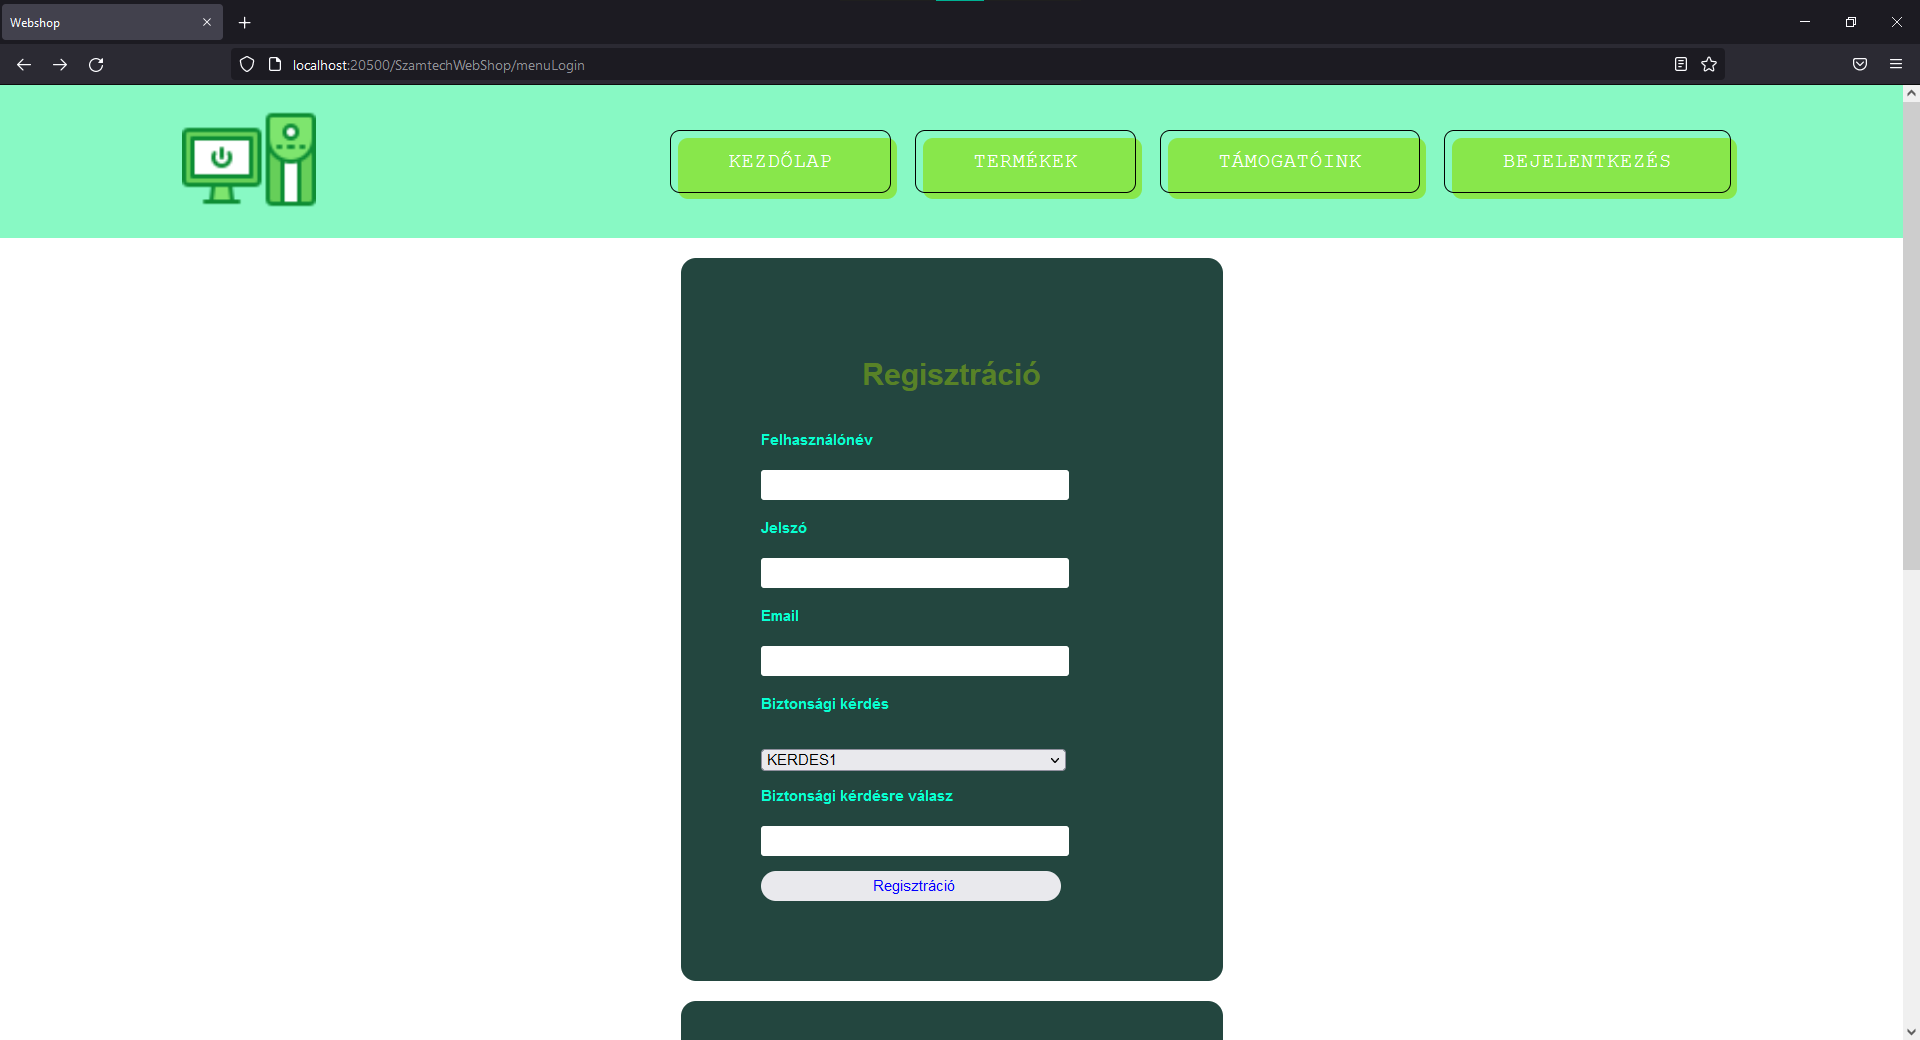 Webshop
localhost:20500/SzamtechWebShop/menuLogin
KEZDŐLAP TERMÉKEK TÁMOGATÓINK BEJELENTKEZÉS
Regisztráció
Felhasználónév
Jelszó
Email
Biztonsági kérdés
KERDES1
Biztonsági kérdésre válasz
Regisztráció